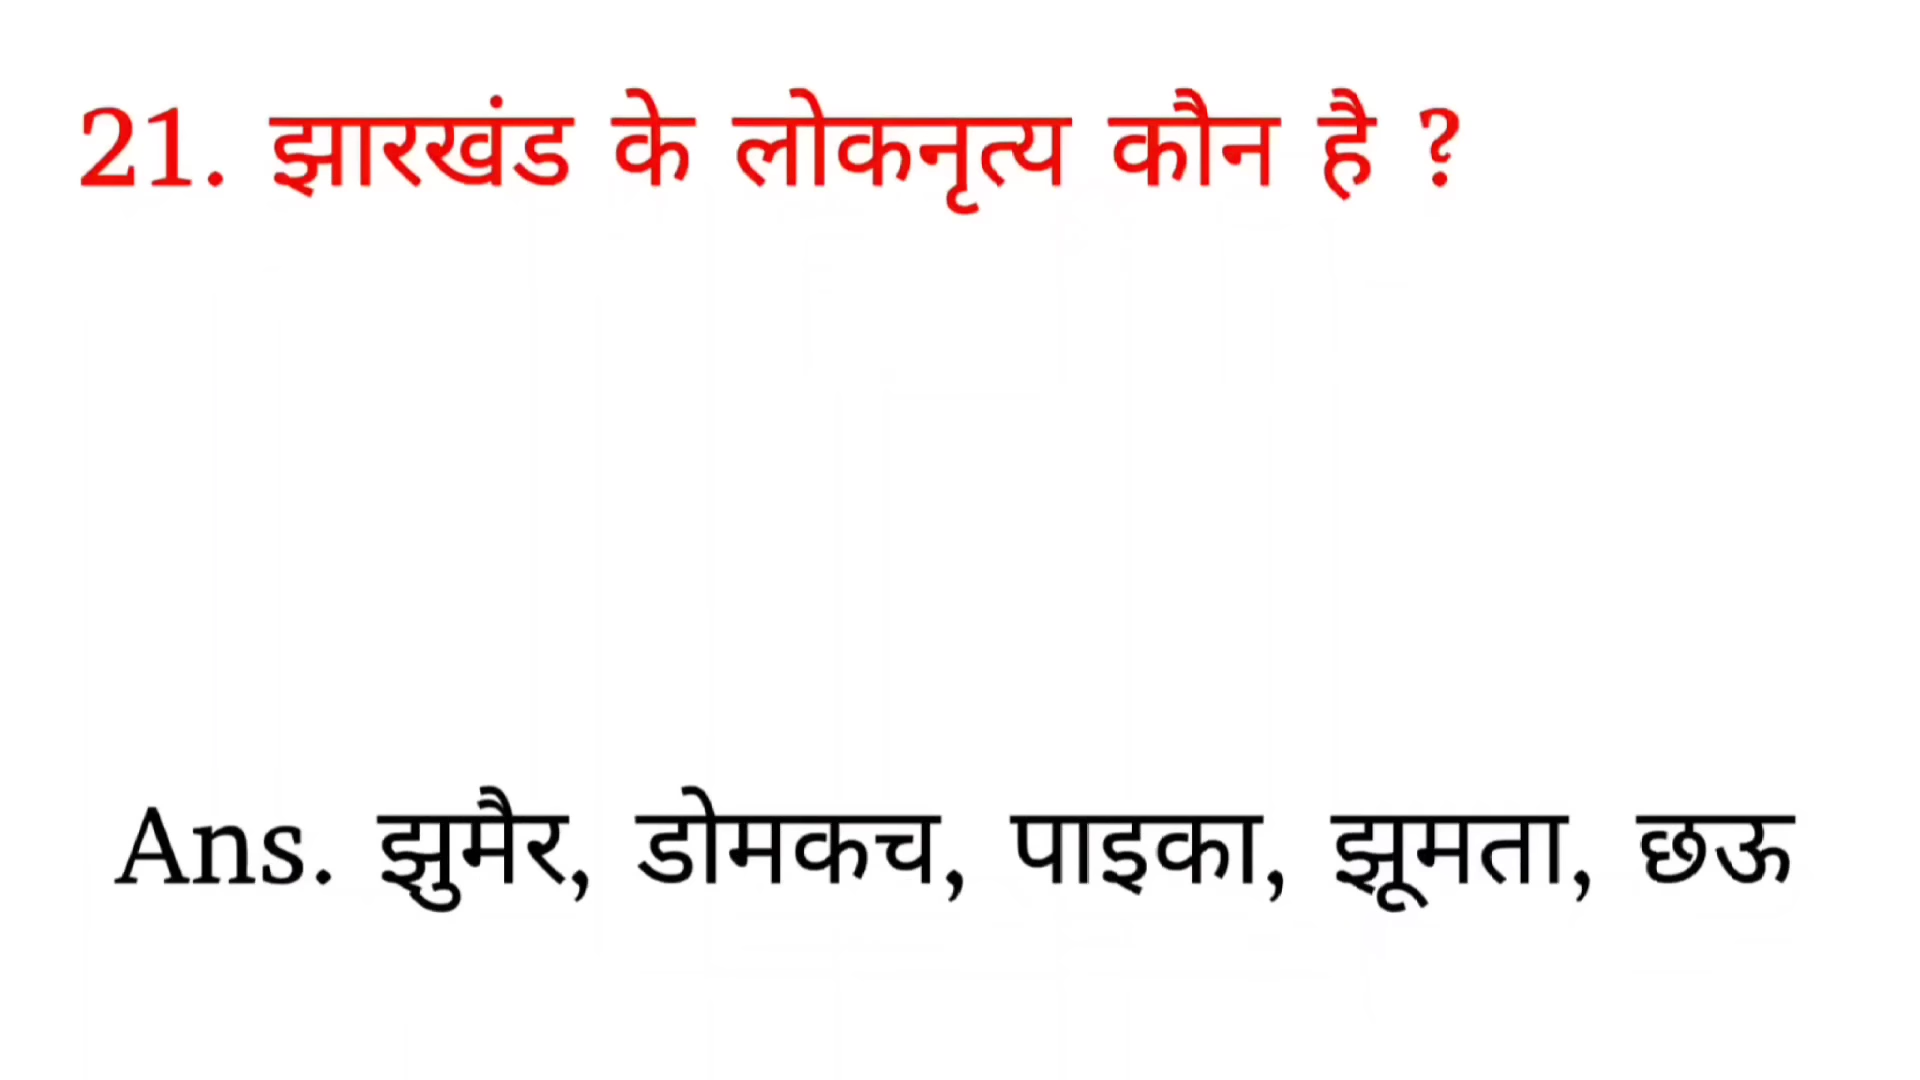 21. झारखंड के लोकनृत्य कौन है ?
Ans. झुमैर, डोमकच, पाइका, झूमता, छऊ